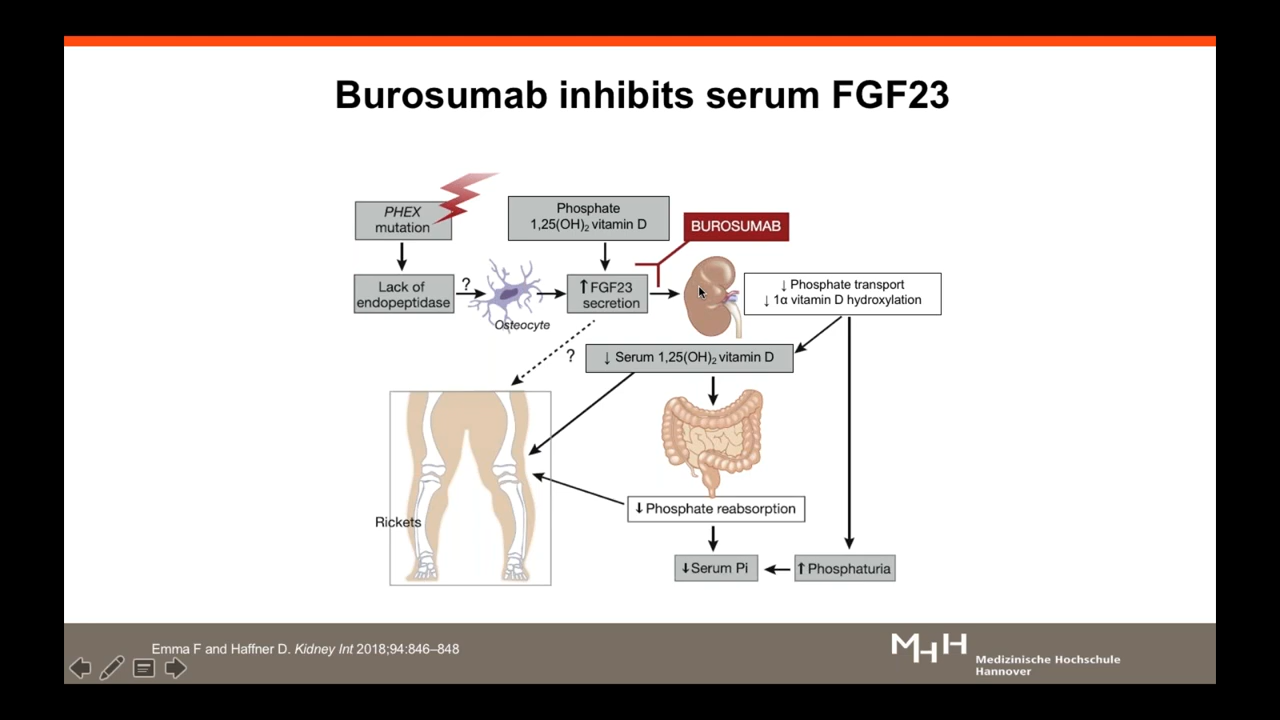 Burosumab inhibits serum FGF23
PHEX
mutation
Phosphate
1,25(OH)₂ vitamin D
BUROSUMAB
Lack of
endopeptidase
?
Osteocyte
↑FGF23
secretion
↓ Phosphate transport
↓ 1α vitamin D hydroxylation
?
↓ Serum 1,25(OH)₂ vitamin D
Rickets
↓Phosphate reabsorption
↓Serum Pi
↑Phosphaturia
Emma F and Haffner D. Kidney Int 2018;94:846–848
MHH
Medizinische Hochschule
Hannover